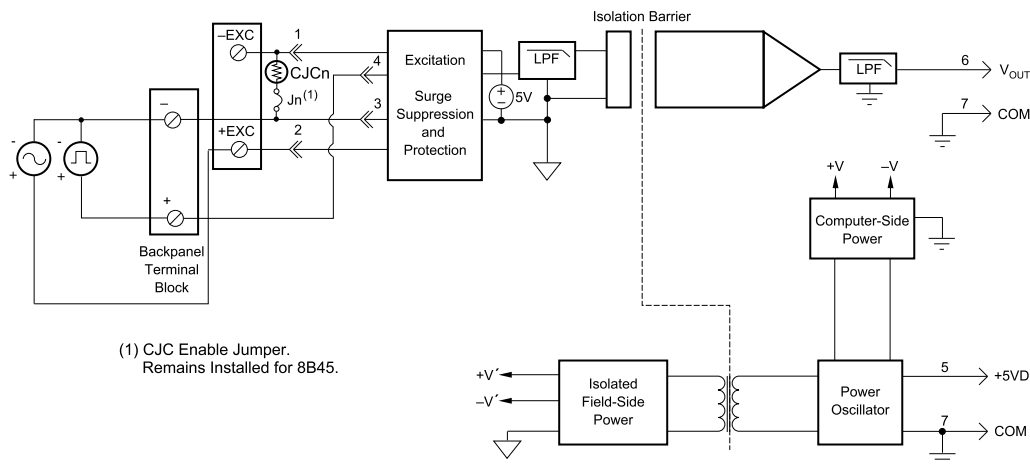 Isolation Barrier
–EXC
1
CJCn
Jn(1)
4
3
2
+EXC
–
+
Backpanel
Terminal
Block
-
+
-
+
Excitation
Surge
Suppression
and
Protection
+
–
5V
LPF
LPF
6
VOUT
7
COM
+V
–V
Computer-Side
Power
(1) CJC Enable Jumper.
Remains Installed for 8B45.
+V´
–V´
Isolated
Field-Side
Power
Power
Oscillator
5
+5VD
7
COM